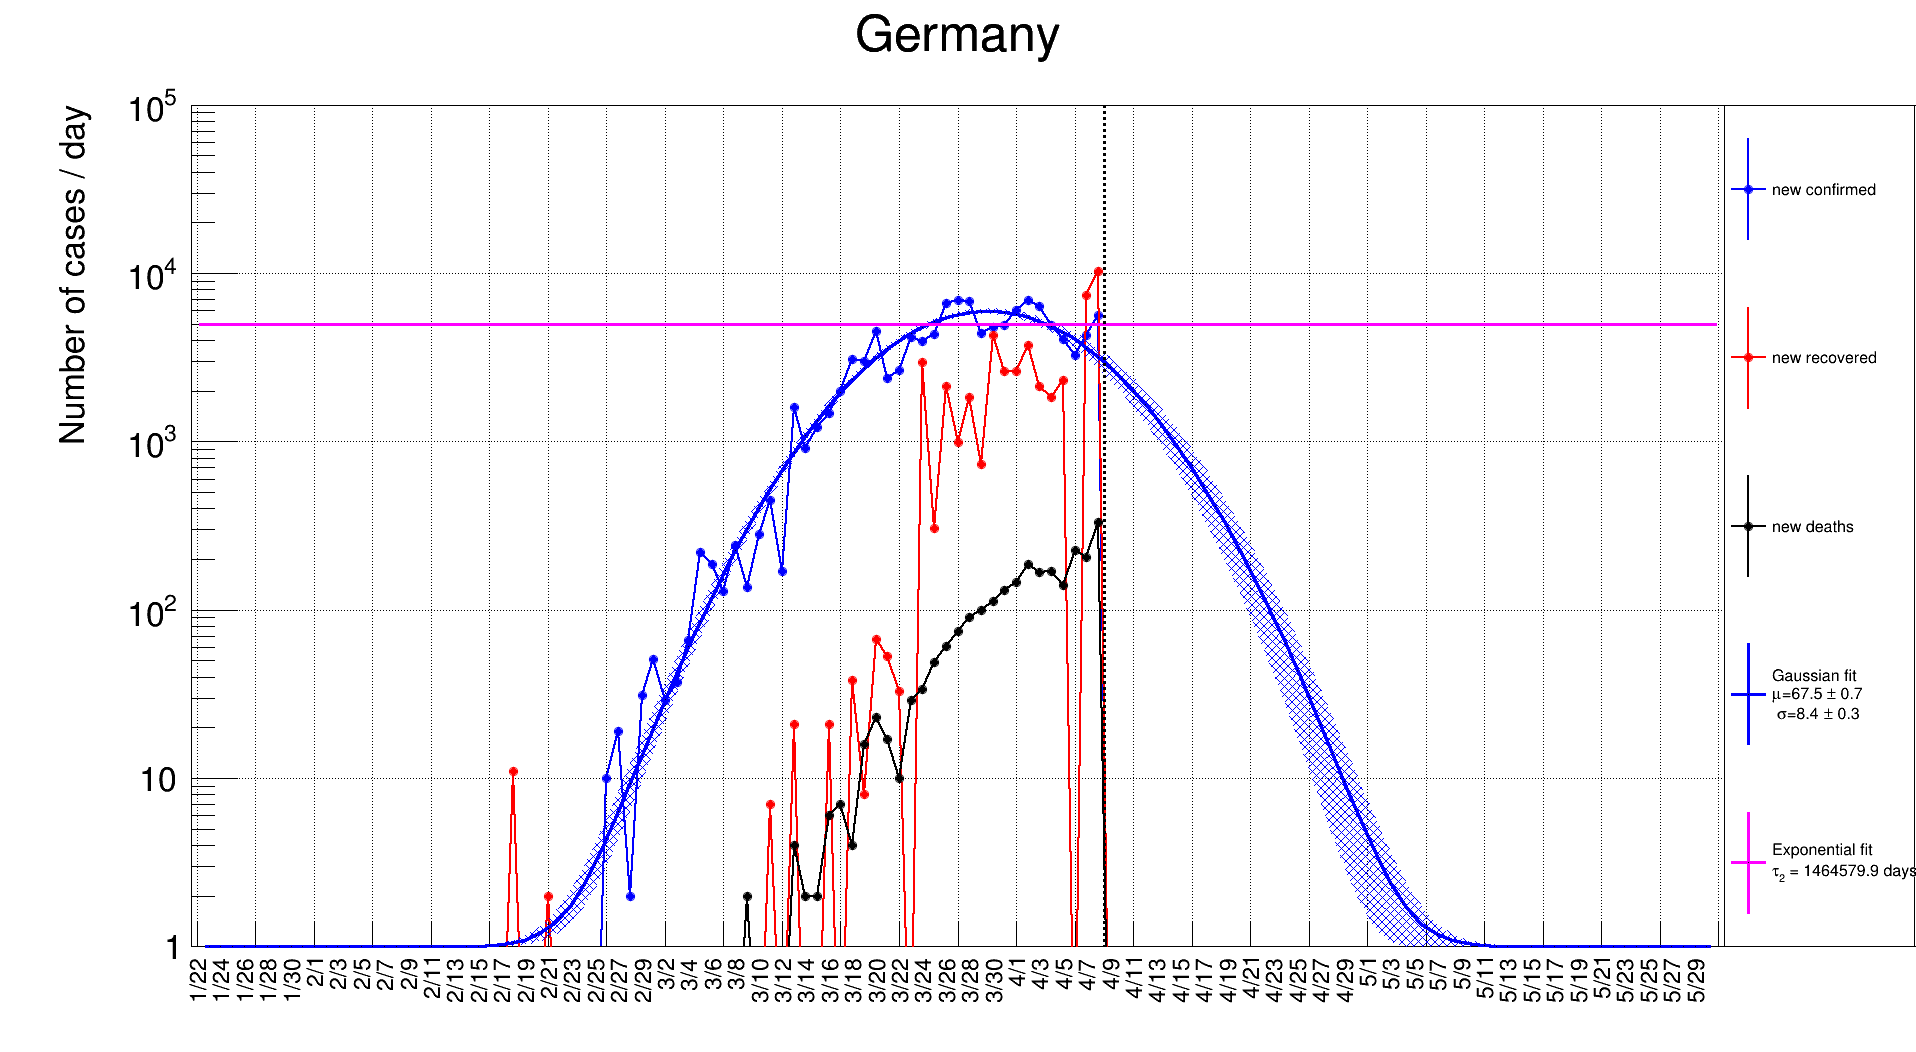 Germany
Number of cases / day
10^5
10^4
10^3
10^2
10
1
1/22 1/24 1/26 1/28 1/30 2/1 2/3 2/5 2/7 2/9 2/11 2/13 2/15 2/17 2/19 2/21 2/23 2/25 2/27 2/29 3/2 3/4 3/6 3/8 3/10 3/12 3/14 3/16 3/18 3/20 3/22 3/24 3/26 3/28 3/30 4/1 4/3 4/5 4/7 4/9 4/11 4/13 4/15 4/17 4/19 4/21 4/23 4/25 4/27 4/29 5/1 5/3 5/5 5/7 5/9 5/11 5/13 5/15 5/17 5/19 5/21 5/23 5/25 5/27 5/29
new confirmed
new recovered
new deaths
Gaussian fit
μ=67.5 ± 0.7
σ=8.4 ± 0.3
Exponential fit
τ₂ = 1464579.9 days